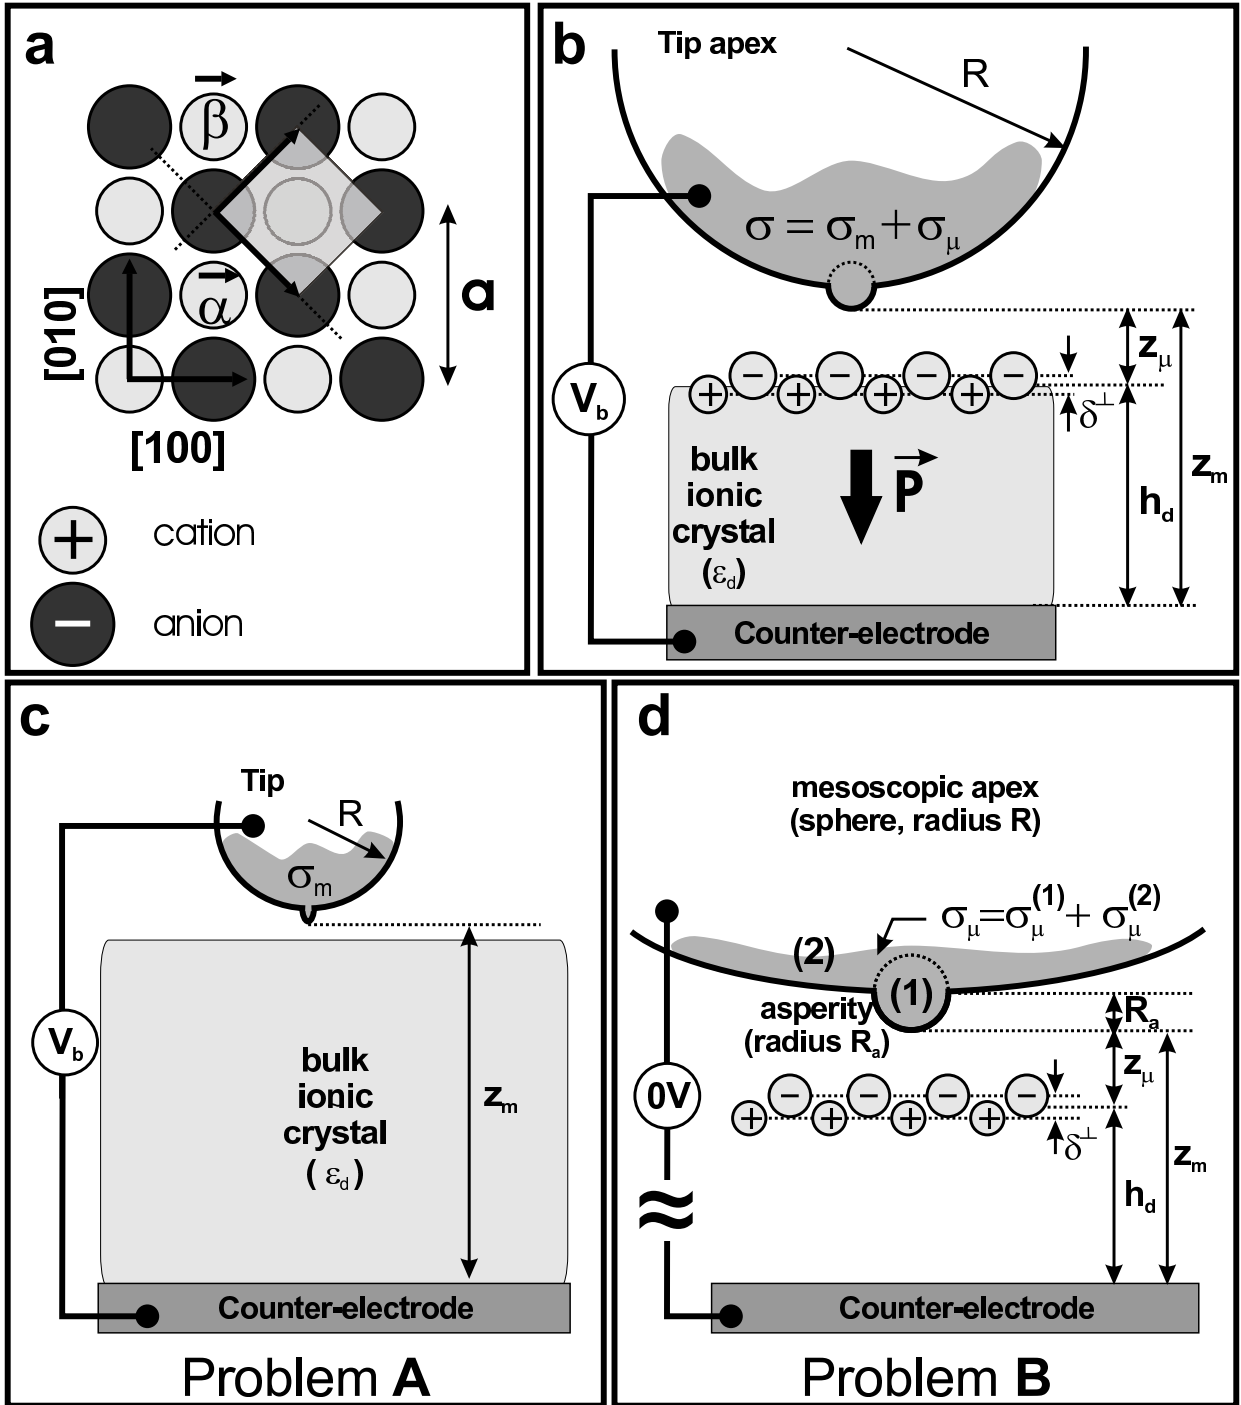 a
β
α
a
[010]
[100]
+ cation
− anion
b
Tip apex
R
σ = σm + σμ
Vb
zμ
− − − −
+ + + +
δ⊥
bulk
ionic
crystal
(εd)
P
hd
zm
Counter-electrode
c
Tip
R
σm
Vb
bulk
ionic
crystal
(εd)
zm
Counter-electrode
Problem A
d
mesoscopic apex
(sphere, radius R)
σμ=σμ(1)+ σμ(2)
(2)
(1)
asperity
(radius Ra)
Ra
zμ
0V
− − − −
+ + + +
δ⊥
zm
hd
≈
Counter-electrode
Problem B